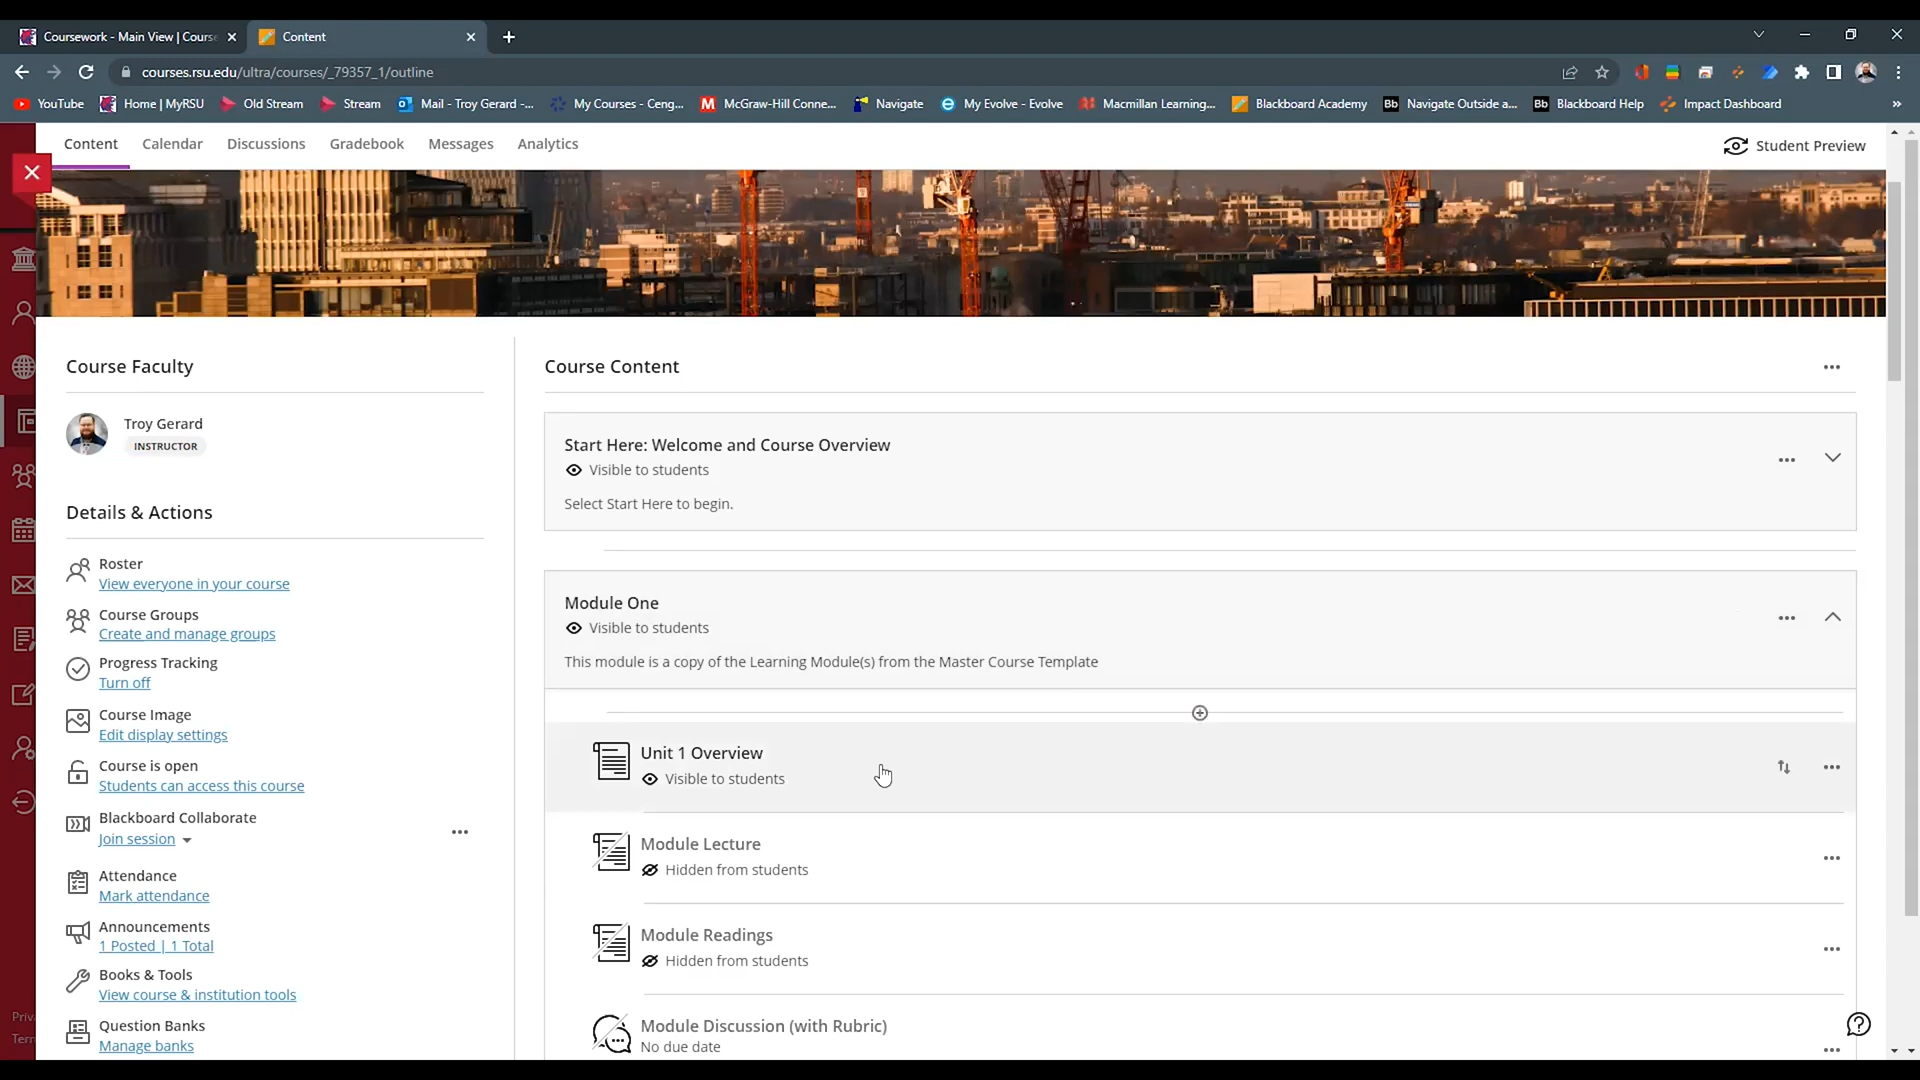 Coursework - Main View | Course
Content
courses.rsu.edu/ultra/courses/_79357_1/outline
YouTube
Home | MyRSU
Old Stream
Stream
Mail - Troy Gerard -...
My Courses - Ceng...
McGraw-Hill Conne...
Navigate
My Evolve - Evolve
Macmillan Learning...
Blackboard Academy
Bb Navigate Outside a...
Bb Blackboard Help
Impact Dashboard
»
Content
Calendar
Discussions
Gradebook
Messages
Analytics
Student Preview
Course Faculty
Troy Gerard
INSTRUCTOR
Details & Actions
Roster
View everyone in your course
Course Groups
Create and manage groups
Progress Tracking
Turn off
Course Image
Edit display settings
Course is open
Students can access this course
Blackboard Collaborate
Join session
Attendance
Mark attendance
Announcements
1 Posted | 1 Total
Books & Tools
View course & institution tools
Question Banks
Manage banks
Priv
Tern
Course Content
Start Here: Welcome and Course Overview
Visible to students
Select Start Here to begin.
Module One
Visible to students
This module is a copy of the Learning Module(s) from the Master Course Template
Unit 1 Overview
Visible to students
Module Lecture
Hidden from students
Module Readings
Hidden from students
Module Discussion (with Rubric)
No due date